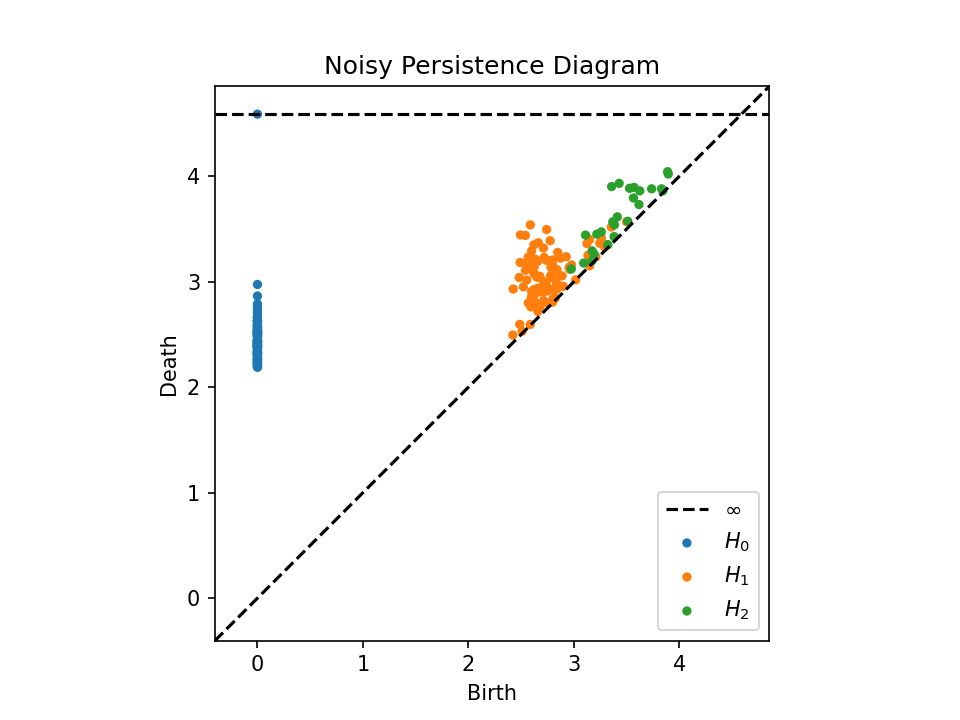 Noisy Persistence Diagram
Death
4
3
2
1
0
0 1 2 3 4
Birth
∞
H₀
H₁
H₂